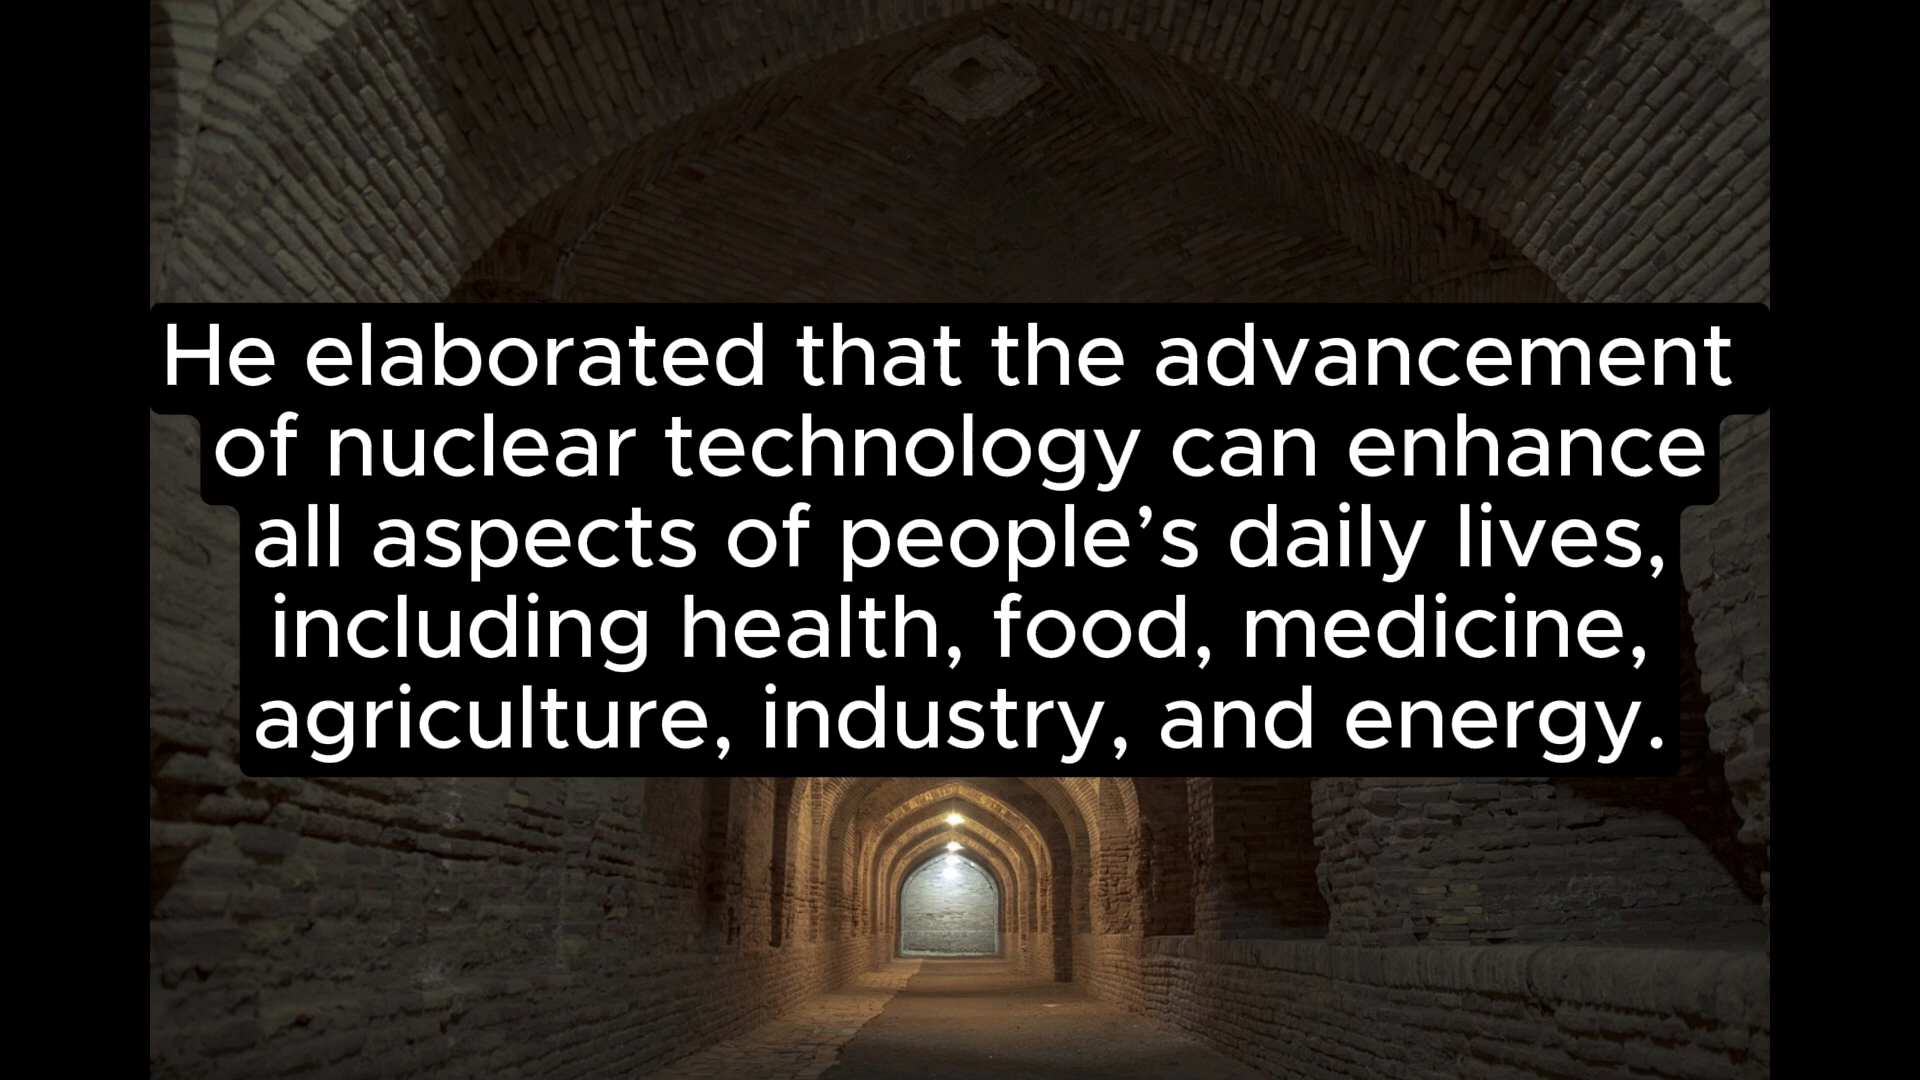 He elaborated that the advancement
of nuclear technology can enhance
all aspects of people’s daily lives,
including health, food, medicine,
agriculture, industry, and energy.